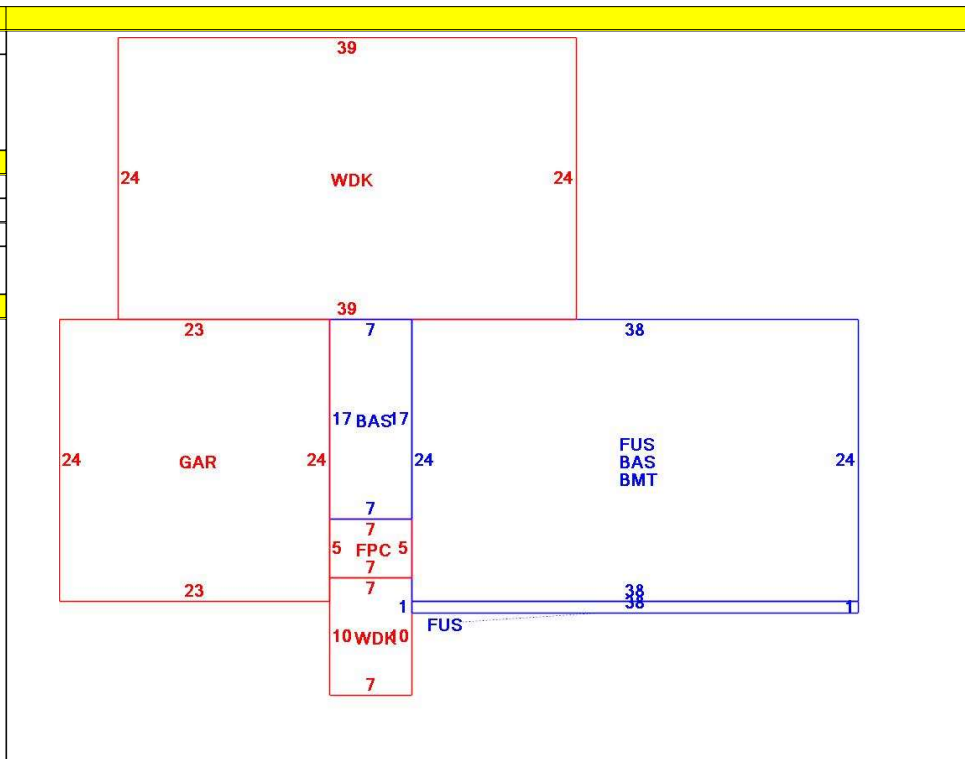 39
24 WDK 24
39
23 7 38
17 BAS 17
FUS
24 GAR 24 24 BAS 24
BMT
7
7
5 FPC 5
7
23 7 38
1 38 1
FUS
10 WDK 10
7